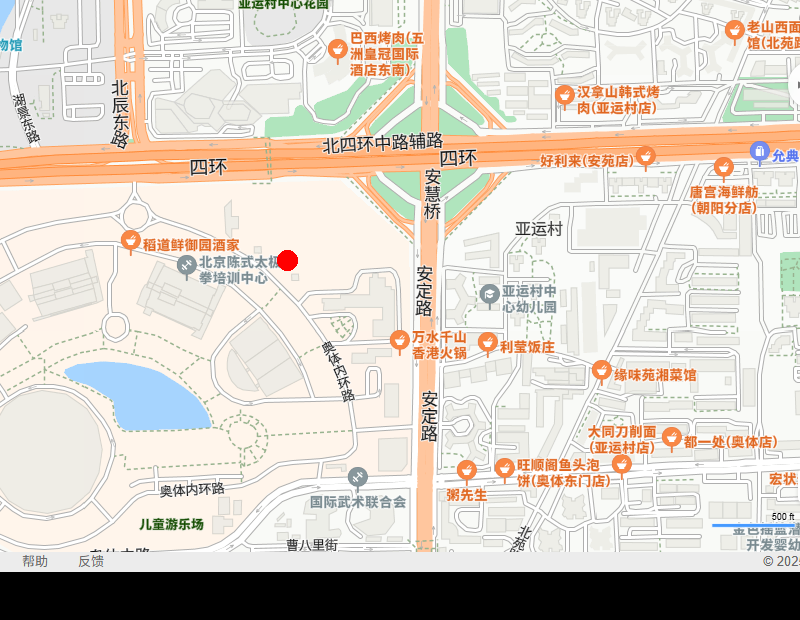 亚运村中心花园
物馆
湖景东路
北辰东路
巴西烤肉(五
洲皇冠国际
酒店东南)
老山西面
馆(北苑路
汉拿山韩式烤
肉(亚运村店)
北四环中路辅路
四环
四环
好利来(安苑店)
允典
唐宫海鲜舫
(朝阳分店)
安慧桥
亚运村
稻道鲜御园酒家
北京陈式太极
拳培训中心
安定路
亚运村中
心幼儿园
万水千山
香港火锅
利莹饭庄
奥体内环路
缘味苑湘菜馆
安定路
大同刀削面
(亚运村店)
都一处(奥体店)
旺顺阁鱼头泡
饼(奥体东门店)
粥先生
宏状
奥体内环路
国际武术联合会
儿童游乐场
500 ft
北苑
曹八里街
开发婴幼
帮助
反馈